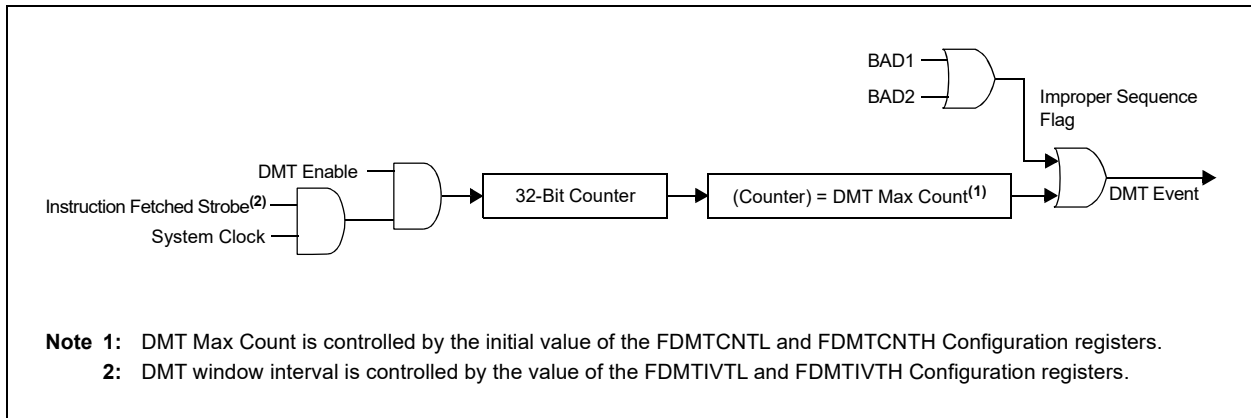 BAD1
BAD2
Improper Sequence
Flag
DMT Enable
Instruction Fetched Strobe(2)
System Clock
32-Bit Counter
(Counter) = DMT Max Count(1)
DMT Event
Note 1: DMT Max Count is controlled by the initial value of the FDMTCNTL and FDMTCNTH Configuration registers.
2: DMT window interval is controlled by the value of the FDMTIVTL and FDMTIVTH Configuration registers.